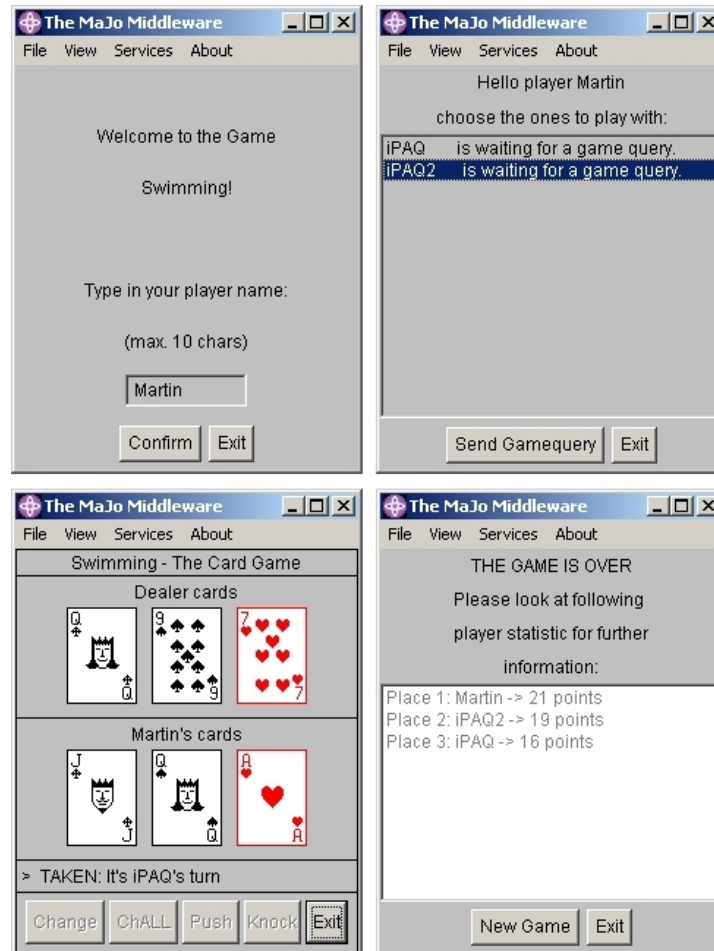 The MaJo Middleware
File View Services About
Welcome to the Game
Swimming!
Type in your player name:
(max. 10 chars)
Martin
Confirm Exit
The MaJo Middleware
File View Services About
Hello player Martin
choose the ones to play with:
iPAQ is waiting for a game query.
iPAQ2 is waiting for a game query.
Send Gamequery Exit
The MaJo Middleware
File View Services About
Swimming - The Card Game
Dealer cards
Q 9 7
Q 6 7
Martin's cards
J Q A
J Q A
> TAKEN: It's iPAQ's turn
Change ChALL Push Knock Exit
The MaJo Middleware
File View Services About
THE GAME IS OVER
Please look at following
player statistic for further
information:
Place 1: Martin -> 21 points
Place 2: iPAQ2 -> 19 points
Place 3: iPAQ -> 16 points
New Game Exit